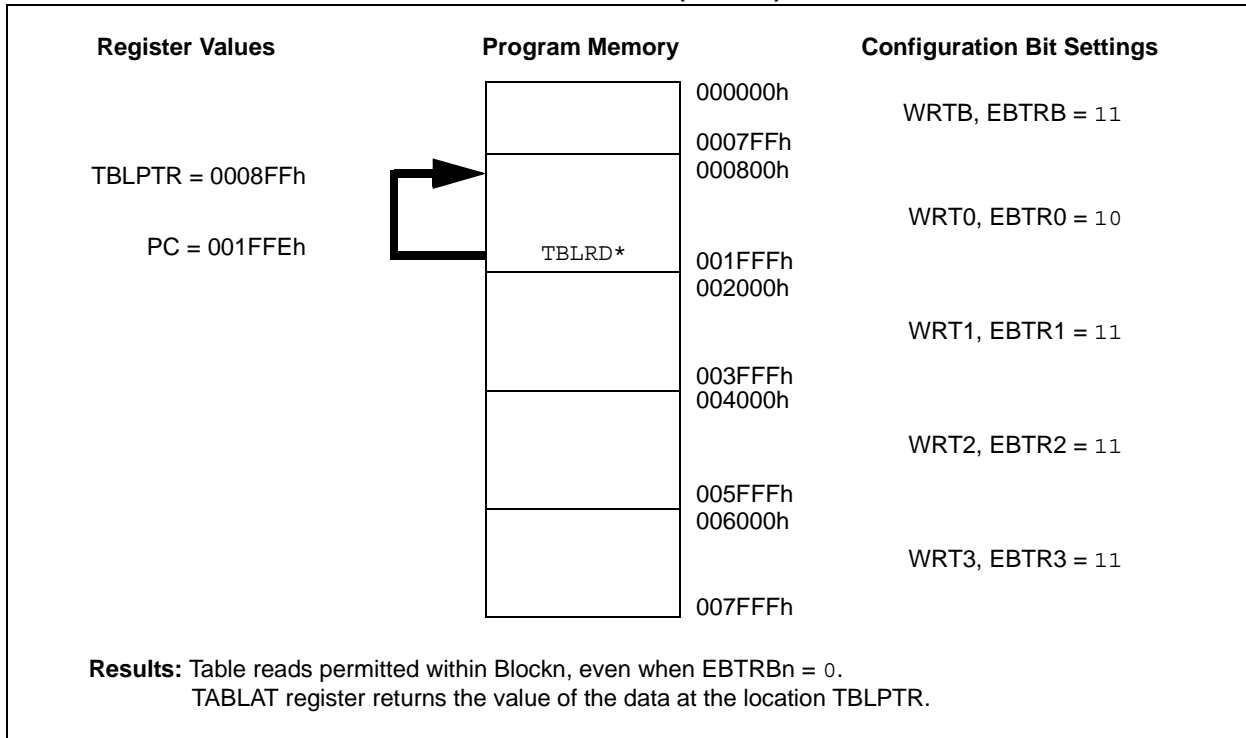 Register Values
Program Memory
Configuration Bit Settings
000000h
WRTB, EBTRB = 11
0007FFh
TBLPTR = 0008FFh
000800h
WRT0, EBTR0 = 10
PC = 001FFEh
TBLRD*
001FFFh
002000h
WRT1, EBTR1 = 11
003FFFh
004000h
WRT2, EBTR2 = 11
005FFFh
006000h
WRT3, EBTR3 = 11
007FFFh
Results: Table reads permitted within Blockn, even when EBTRBn = 0.
TABLAT register returns the value of the data at the location TBLPTR.